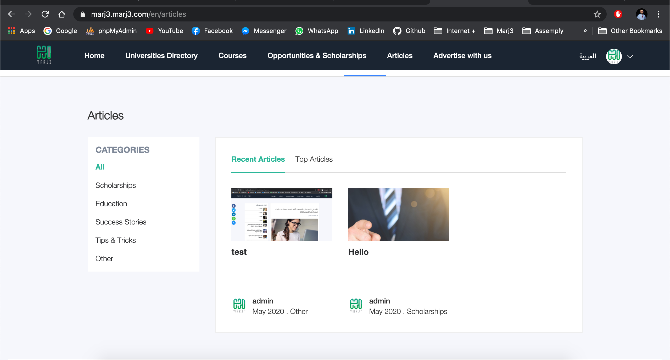 marj3.marj3.com/en/articles
Apps Google phpMyAdmin YouTube Facebook Messenger WhatsApp LinkedIn Github Internet + Marj3 Assemply » Other Bookmarks
Home Universities Directory Courses Opportunities & Scholarships Articles Advertise with us العربية
Articles
CATEGORIES
All
Scholarships
Education
Success Stories
Tips & Tricks
Other
Recent Articles Top Articles
test Hello
admin admin
May 2020 . Other May 2020 . Scholarships